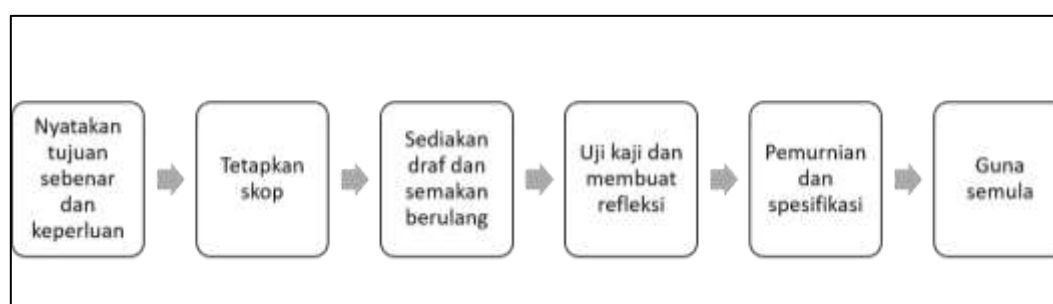 Nyatakan
tujuan
sebenar
dan
keperluan
Tetapkan
skop
Sediakan
draf dan
semakan
berulang
Uji kaji dan
membuat
refleksi
Pemurnian
dan
spesifikasi
Guna
semula